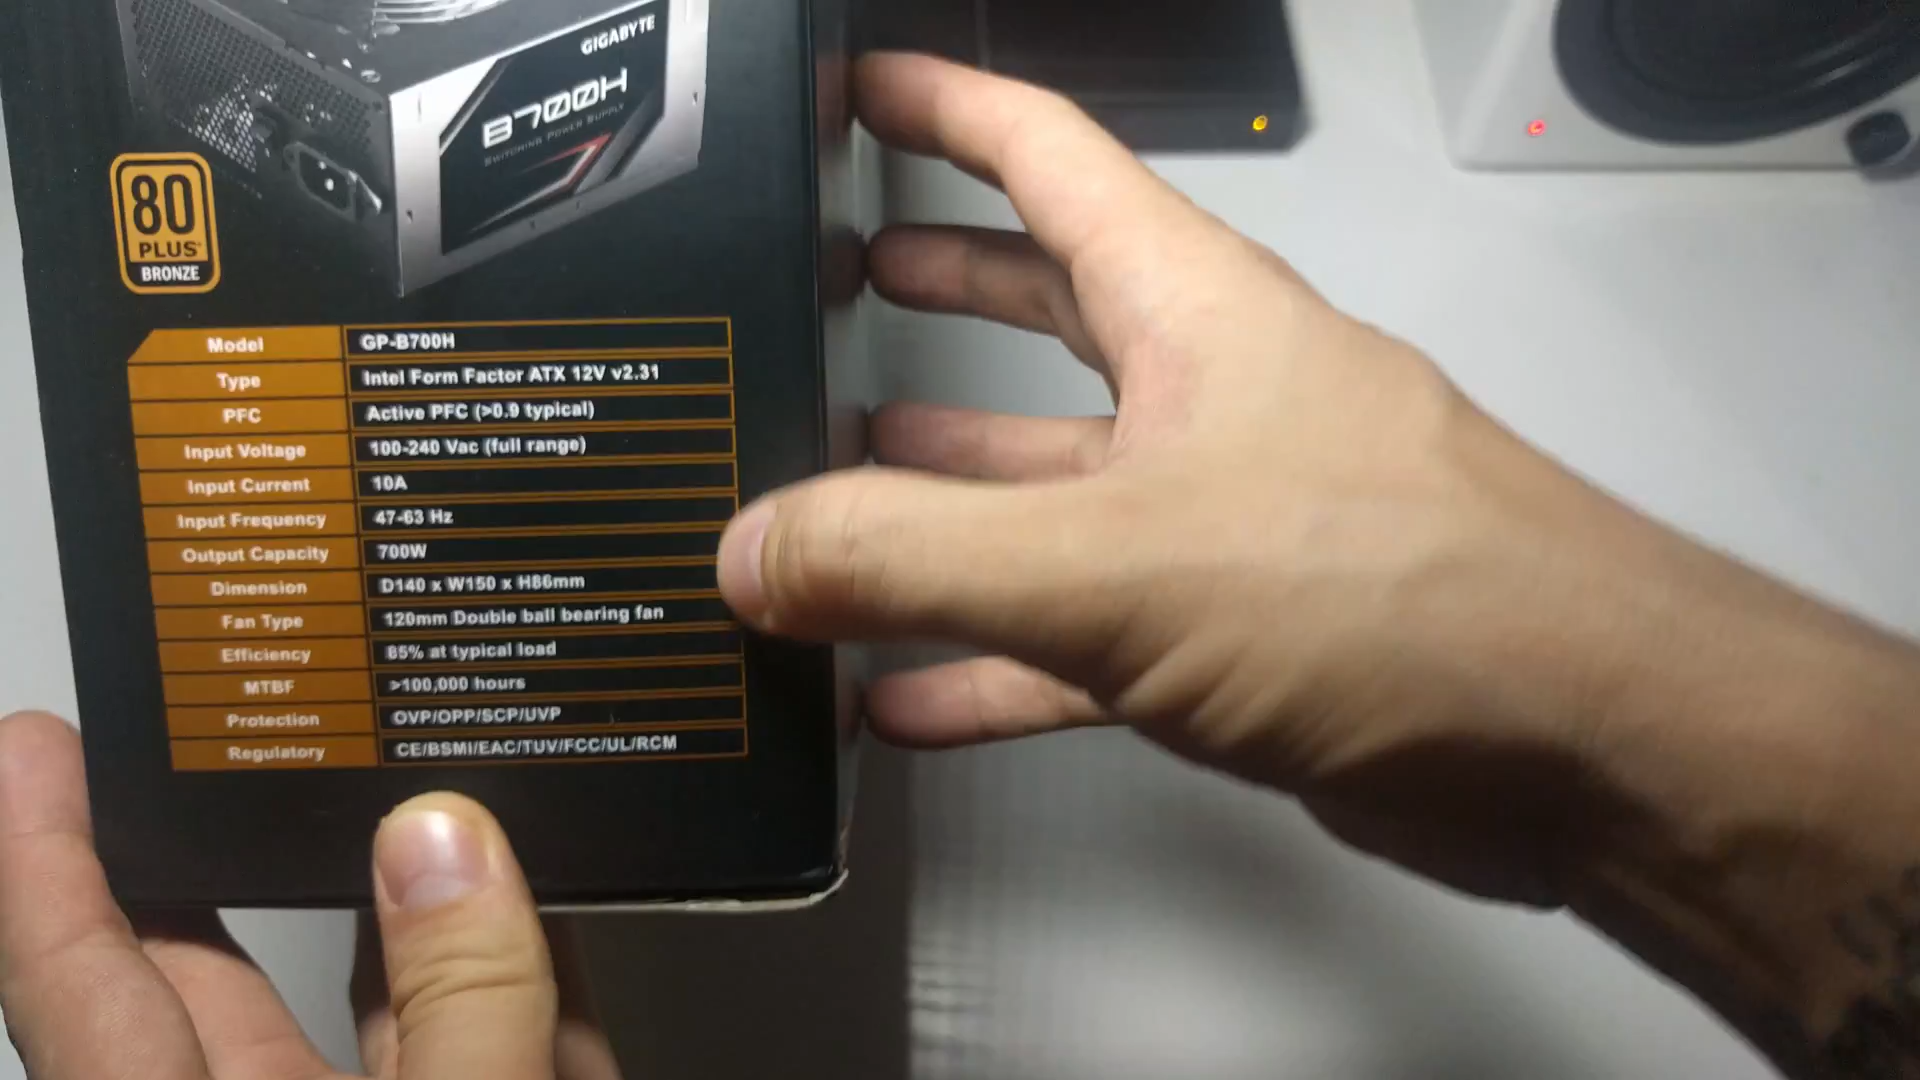 GIGABYTE
B700H
SWITCHING POWER SUPPLY
80
PLUS
BRONZE
Model GP-B700H
Type Intel Form Factor ATX 12V v2.31
PFC Active PFC (>0.9 typical)
Input Voltage 100-240 Vac (full range)
Input Current 10A
Input Frequency 47-63 Hz
Output Capacity 700W
Dimension D140 x W150 x H86mm
Fan Type 120mm Double ball bearing fan
Efficiency 85% at typical load
MTBF >100,000 hours
Protection OVP/OPP/SCP/UVP
Regulatory CE/BSMI/EAC/TUV/FCC/UL/RCM